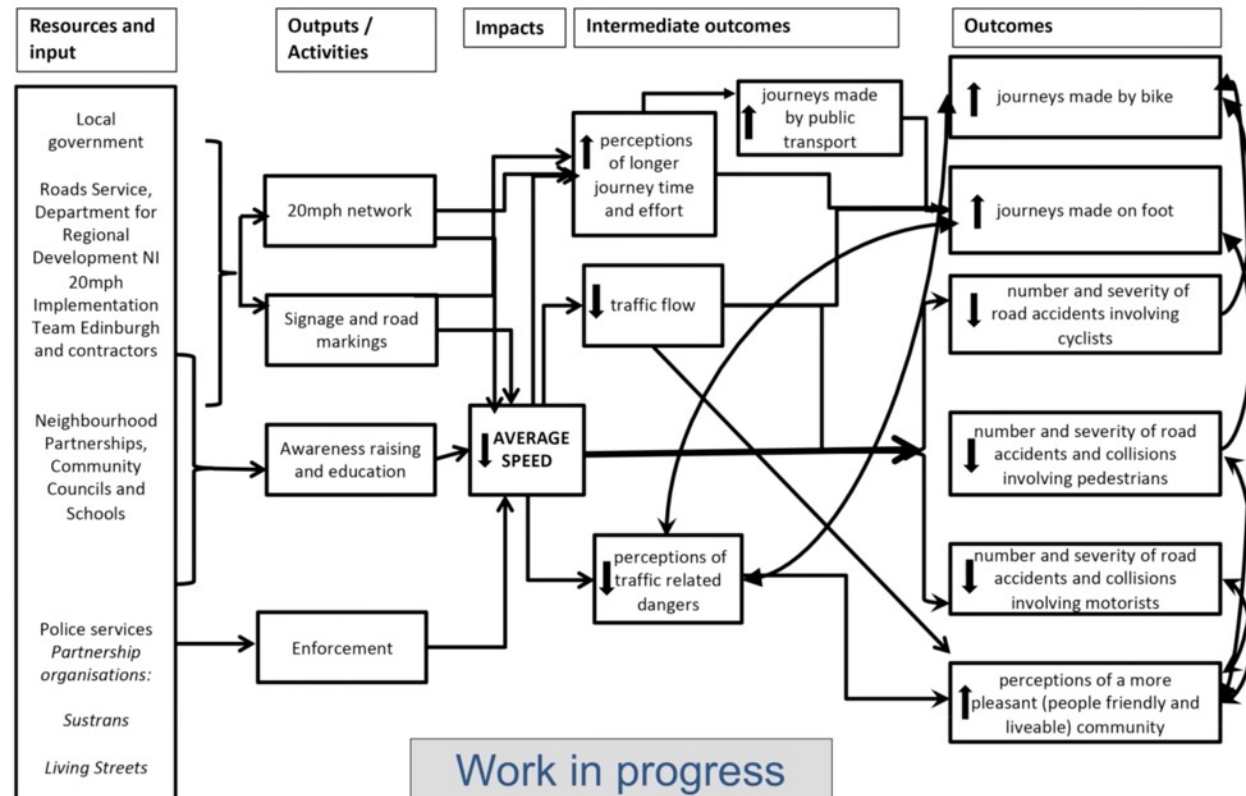 Resources and
input
Outputs /
Activities
Impacts
Intermediate outcomes
Outcomes
Local
government
Roads Service,
Department for
Regional
Development NI
20mph
Implementation
Team Edinburgh
and contractors
Neighbourhood
Partnerships,
Community
Councils and
Schools
Police services
Partnership
organisations:
Sustrans
Living Streets
20mph network
Signage and road
markings
Awareness raising
and education
Enforcement
AVERAGE
SPEED
perceptions
of longer
journey time
and effort
journeys made
by public
transport
traffic flow
perceptions of
traffic related
dangers
journeys made by bike
journeys made on foot
number and severity of
road accidents involving
cyclists
number and severity of road
accidents and collisions
involving pedestrians
number and severity of road
accidents and collisions
involving motorists
perceptions of a more
pleasant (people friendly and
liveable) community
Work in progress